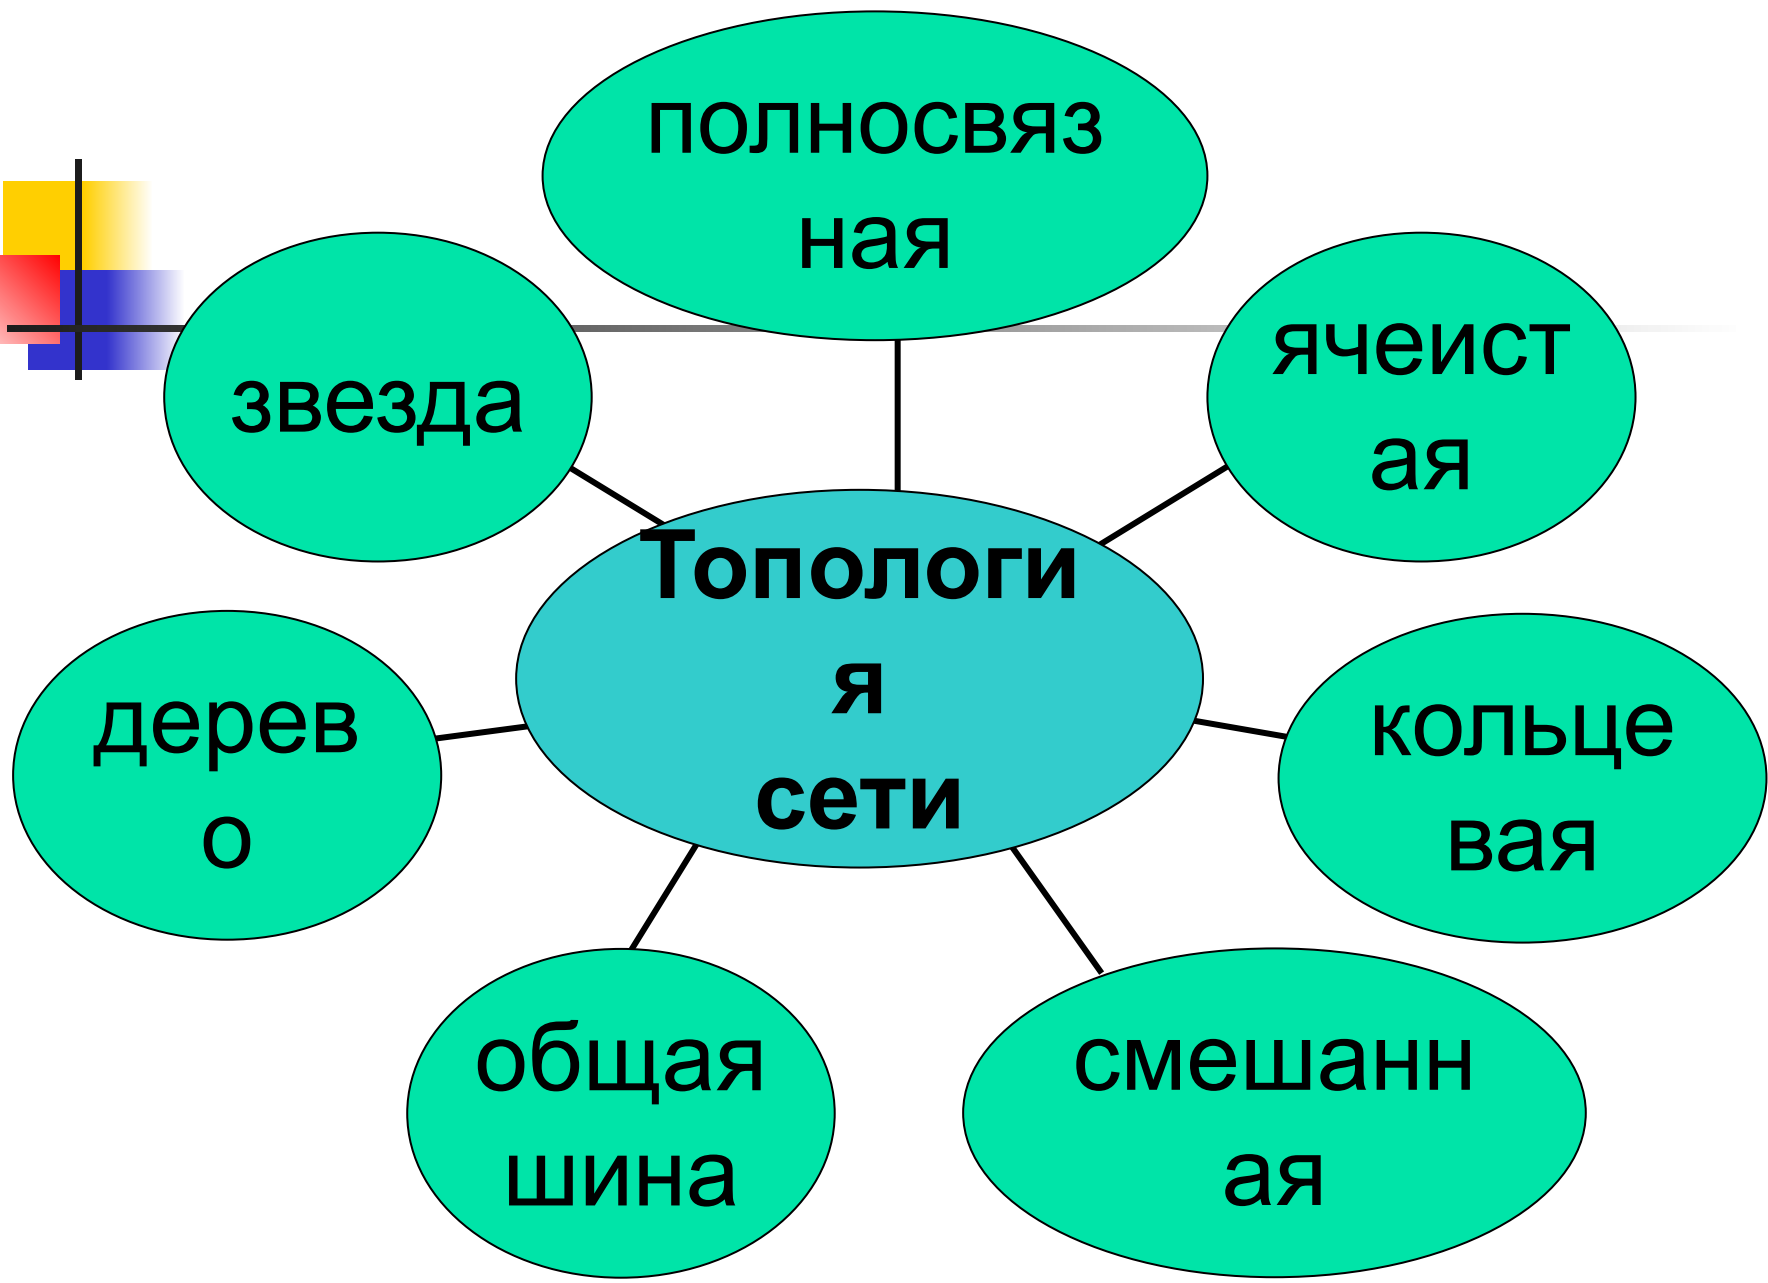 полносвяз
ная
звезда
ячеист
ая
Топологи
я
сети
дерев
о
кольце
вая
общая
шина
смешанн
ая